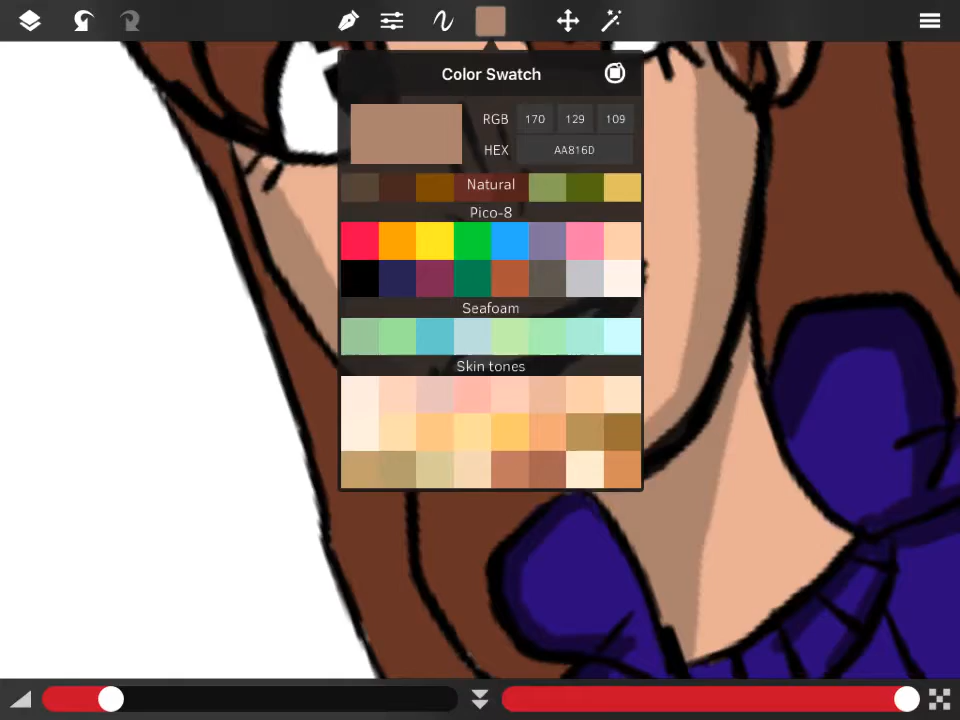 Color Swatch
RGB 170 129 109
HEX AA816D
Natural
Pico-8
Seafoam
Skin tones